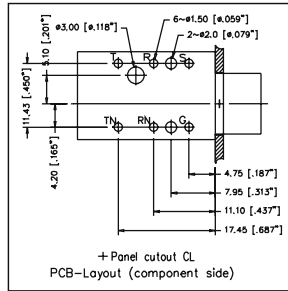 ø3.00 [ø.118"]
6-ø1.50 [ø.059"]
2-ø2.0 [ø.079"]
5.10 [.201"]
T R S
11.43 [.450"]
4.20 [.165"]
TN RN G
4.75 [.187"]
7.95 [.313"]
11.10 [.437"]
17.45 [.687"]
+ Panel cutout CL
PCB-Layout (component side)